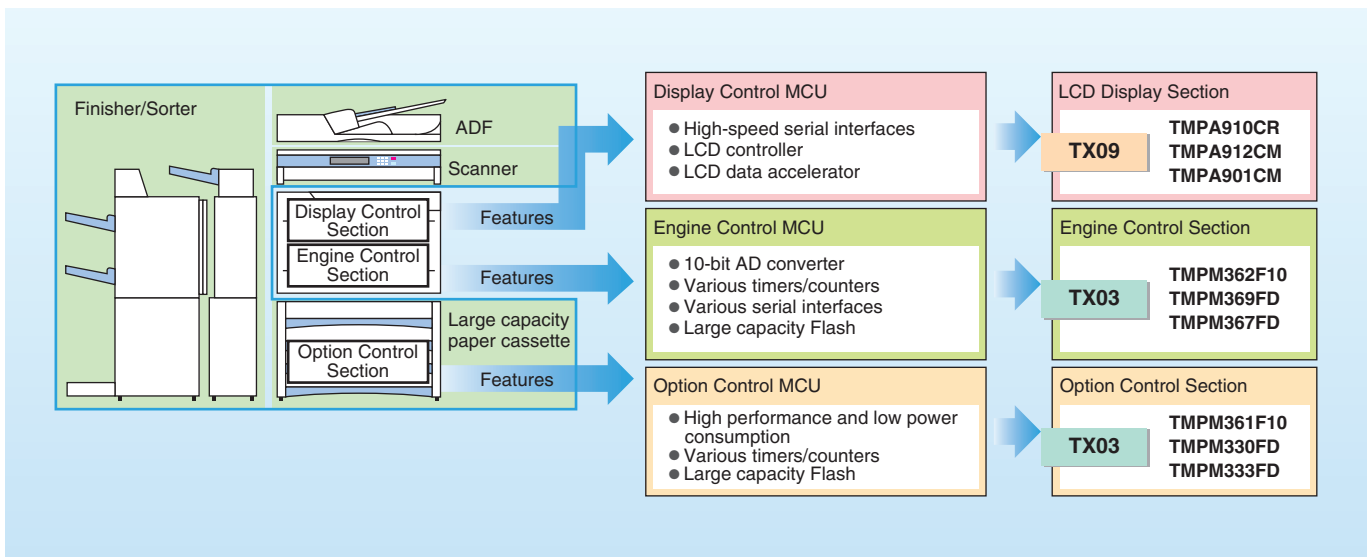 Finisher/Sorter
ADF
Scanner
Display Control
Section
Engine Control
Section
Large capacity
paper cassette
Option Control
Section
Features
Features
Features
Display Control MCU
● High-speed serial interfaces
● LCD controller
● LCD data accelerator
Engine Control MCU
● 10-bit AD converter
● Various timers/counters
● Various serial interfaces
● Large capacity Flash
Option Control MCU
● High performance and low power
consumption
● Various timers/counters
● Large capacity Flash
LCD Display Section
TX09
TMPA910CR
TMPA912CM
TMPA901CM
Engine Control Section
TX03
TMPM362F10
TMPM369FD
TMPM367FD
Option Control Section
TX03
TMPM361F10
TMPM330FD
TMPM333FD